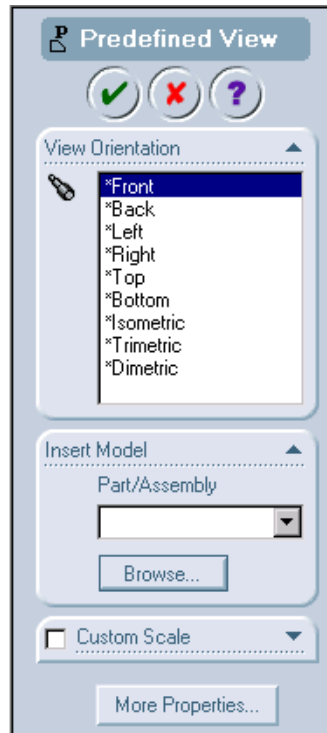 P
Predefined View
?
View Orientation
*Front
*Back
*Left
*Right
*Top
*Bottom
*Isometric
*Trimetric
*Dimetric
Insert Model
Part/Assembly
Browse...
Custom Scale
More Properties...